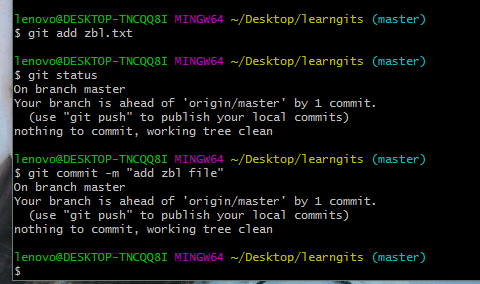 lenovo@DESKTOP-TNCQQ8I MINGW64 ~/Desktop/learngits (master)
$ git add zbl.txt
lenovo@DESKTOP-TNCQQ8I MINGW64 ~/Desktop/learngits (master)
$ git status
On branch master
Your branch is ahead of 'origin/master' by 1 commit.
  (use "git push" to publish your local commits)
nothing to commit, working tree clean
lenovo@DESKTOP-TNCQQ8I MINGW64 ~/Desktop/learngits (master)
$ git commit -m "add zbl file"
On branch master
Your branch is ahead of 'origin/master' by 1 commit.
  (use "git push" to publish your local commits)
nothing to commit, working tree clean
lenovo@DESKTOP-TNCQQ8I MINGW64 ~/Desktop/learngits (master)
$